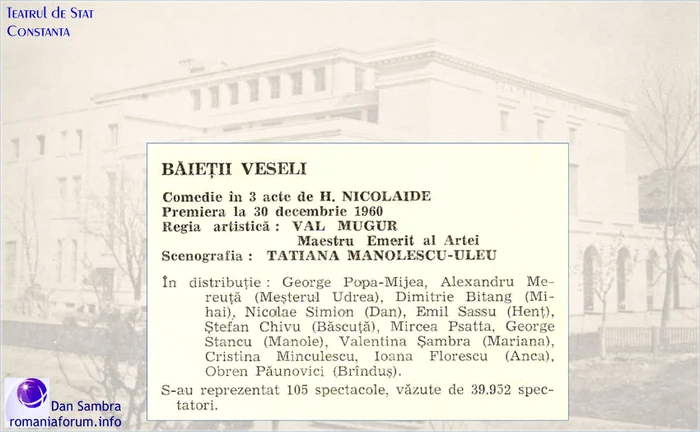 Teatrul de Stat
Constanta
BĂIEȚII VESELI
Comedie în 3 acte de H. NICOLAIDE
Premiera la 30 decembrie 1960
Regia artistică : VAL MUGUR
Maestru Emerit al Artei
Scenografia : TATIANA MANOLESCU-ULEU
În distribuție : George Popa-Mijea, Alexandru Me-
reuță (Meșterul Udrea), Dimitrie Bitang (Mi-
hai), Nicolae Simion (Dan), Emil Sassu (Henț),
Ștefan Chivu (Băscuță), Mircea Psatta, George
Stancu (Manole), Valentina Șambra (Mariana),
Cristina Minculescu, Ioana Florescu (Anca),
Obren Păunovici (Brînduș).
S-au reprezentat 105 spectacole, văzute de 39.952 spec-
tatori.
Dan Sambra
romaniaforum.info